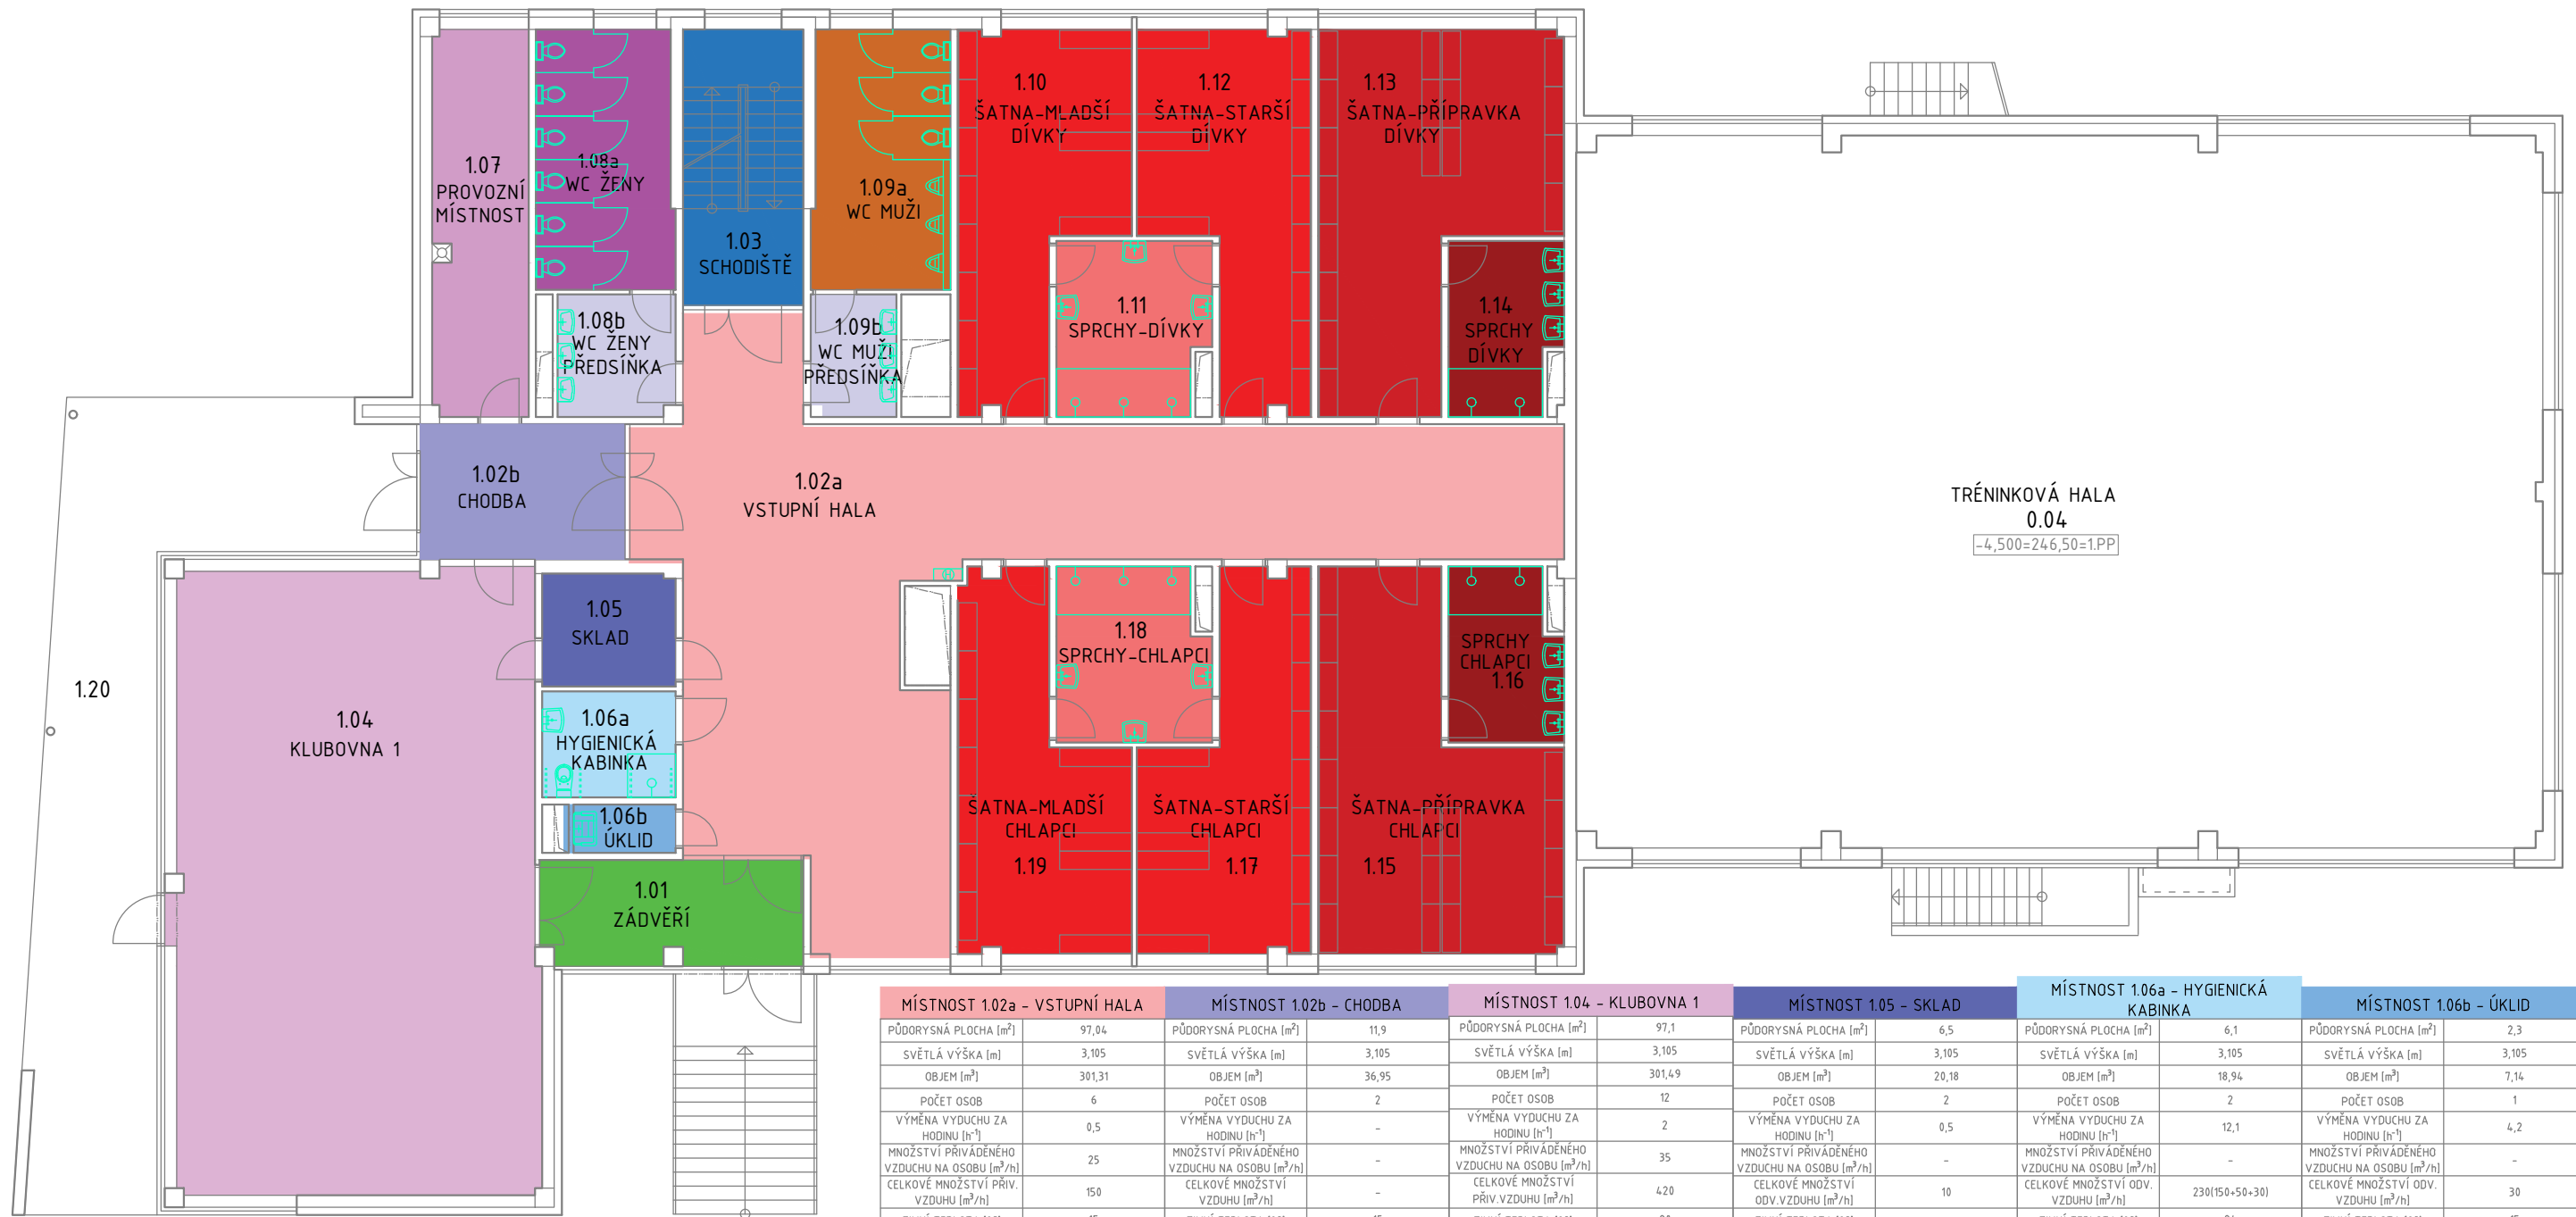 1.10
ŠATNA-MLADŠÍ
DÍVKY
1.12
ŠATNA-STARŠÍ
DÍVKY
1.13
ŠATNA-PŘÍPRAVKA
DÍVKY
1.07
PROVOZNÍ
MÍSTNOST
1.08a
WC ŽENY
1.09a
WC MUŽI
1.03
SCHODIŠTĚ
1.08b
WC ŽENY
PŘEDSÍŇKA
1.09b
WC MUŽI
PŘEDSÍŇKA
1.11
SPRCHY-DÍVKY
1.14
SPRCHY
DÍVKY
1.02b
CHODBA
1.02a
VSTUPNÍ HALA
TRÉNINKOVÁ HALA
0.04
-4,500=246,50=1.PP
1.05
SKLAD
1.18
SPRCHY-CHLAPCI
SPRCHY
CHLAPCI
1.16
1.20
1.04
KLUBOVNA 1
1.06a
HYGIENICKÁ
KABINKA
1.06b
ÚKLID
ŠATNA-MLADŠÍ
CHLAPCI
1.19
ŠATNA-STARŠÍ
CHLAPCI
1.17
ŠATNA-PŘÍPRAVKA
CHLAPCI
1.15
1.01
ZÁDVĚŘÍ
MÍSTNOST 1.02a - VSTUPNÍ HALA
PŮDORYSNÁ PLOCHA [m²] 97,04
SVĚTLÁ VÝŠKA [m] 3,105
OBJEM [m³] 301,31
POČET OSOB 6
VÝMĚNA VYDUCHU ZA
HODINU [h⁻¹] 0,5
MNOŽSTVÍ PŘIVÁDĚNÉHO
VZDUCHU NA OSOBU [m³/h] 25
CELKOVÉ MNOŽSTVÍ PŘIV.
VZDUHU [m³/h] 150
MÍSTNOST 1.02b - CHODBA
PŮDORYSNÁ PLOCHA [m²] 11,9
SVĚTLÁ VÝŠKA [m] 3,105
OBJEM [m³] 36,95
POČET OSOB 2
VÝMĚNA VYDUCHU ZA
HODINU [h⁻¹] -
MNOŽSTVÍ PŘIVÁDĚNÉHO
VZDUCHU NA OSOBU [m³/h] -
CELKOVÉ MNOŽSTVÍ
VZDUHU [m³/h] -
MÍSTNOST 1.04 - KLUBOVNA 1
PŮDORYSNÁ PLOCHA [m²] 97,1
SVĚTLÁ VÝŠKA [m] 3,105
OBJEM [m³] 301,49
POČET OSOB 12
VÝMĚNA VYDUCHU ZA
HODINU [h⁻¹] 2
MNOŽSTVÍ PŘIVÁDĚNÉHO
VZDUCHU NA OSOBU [m³/h] 35
CELKOVÉ MNOŽSTVÍ
PŘIV.VZDUHU [m³/h] 420
MÍSTNOST 1.05 - SKLAD
PŮDORYSNÁ PLOCHA [m²] 6,5
SVĚTLÁ VÝŠKA [m] 3,105
OBJEM [m³] 20,18
POČET OSOB 2
VÝMĚNA VYDUCHU ZA
HODINU [h⁻¹] 0,5
MNOŽSTVÍ PŘIVÁDĚNÉHO
VZDUCHU NA OSOBU [m³/h] -
CELKOVÉ MNOŽSTVÍ
ODV.VZDUHU [m³/h] 10
MÍSTNOST 1.06a - HYGIENICKÁ
KABINKA
PŮDORYSNÁ PLOCHA [m²] 6,1
SVĚTLÁ VÝŠKA [m] 3,105
OBJEM [m³] 18,94
POČET OSOB 2
VÝMĚNA VYDUCHU ZA
HODINU [h⁻¹] 12,1
MNOŽSTVÍ PŘIVÁDĚNÉHO
VZDUCHU NA OSOBU [m³/h] -
CELKOVÉ MNOŽSTVÍ ODV.
VZDUHU [m³/h] 230(150+50+30)
MÍSTNOST 1.06b - ÚKLID
PŮDORYSNÁ PLOCHA [m²] 2,3
SVĚTLÁ VÝŠKA [m] 3,105
OBJEM [m³] 7,14
POČET OSOB 1
VÝMĚNA VYDUCHU ZA
HODINU [h⁻¹] 4,2
MNOŽSTVÍ PŘIVÁDĚNÉHO
VZDUCHU NA OSOBU [m³/h] -
CELKOVÉ MNOŽSTVÍ ODV.
VZDUHU [m³/h] 30